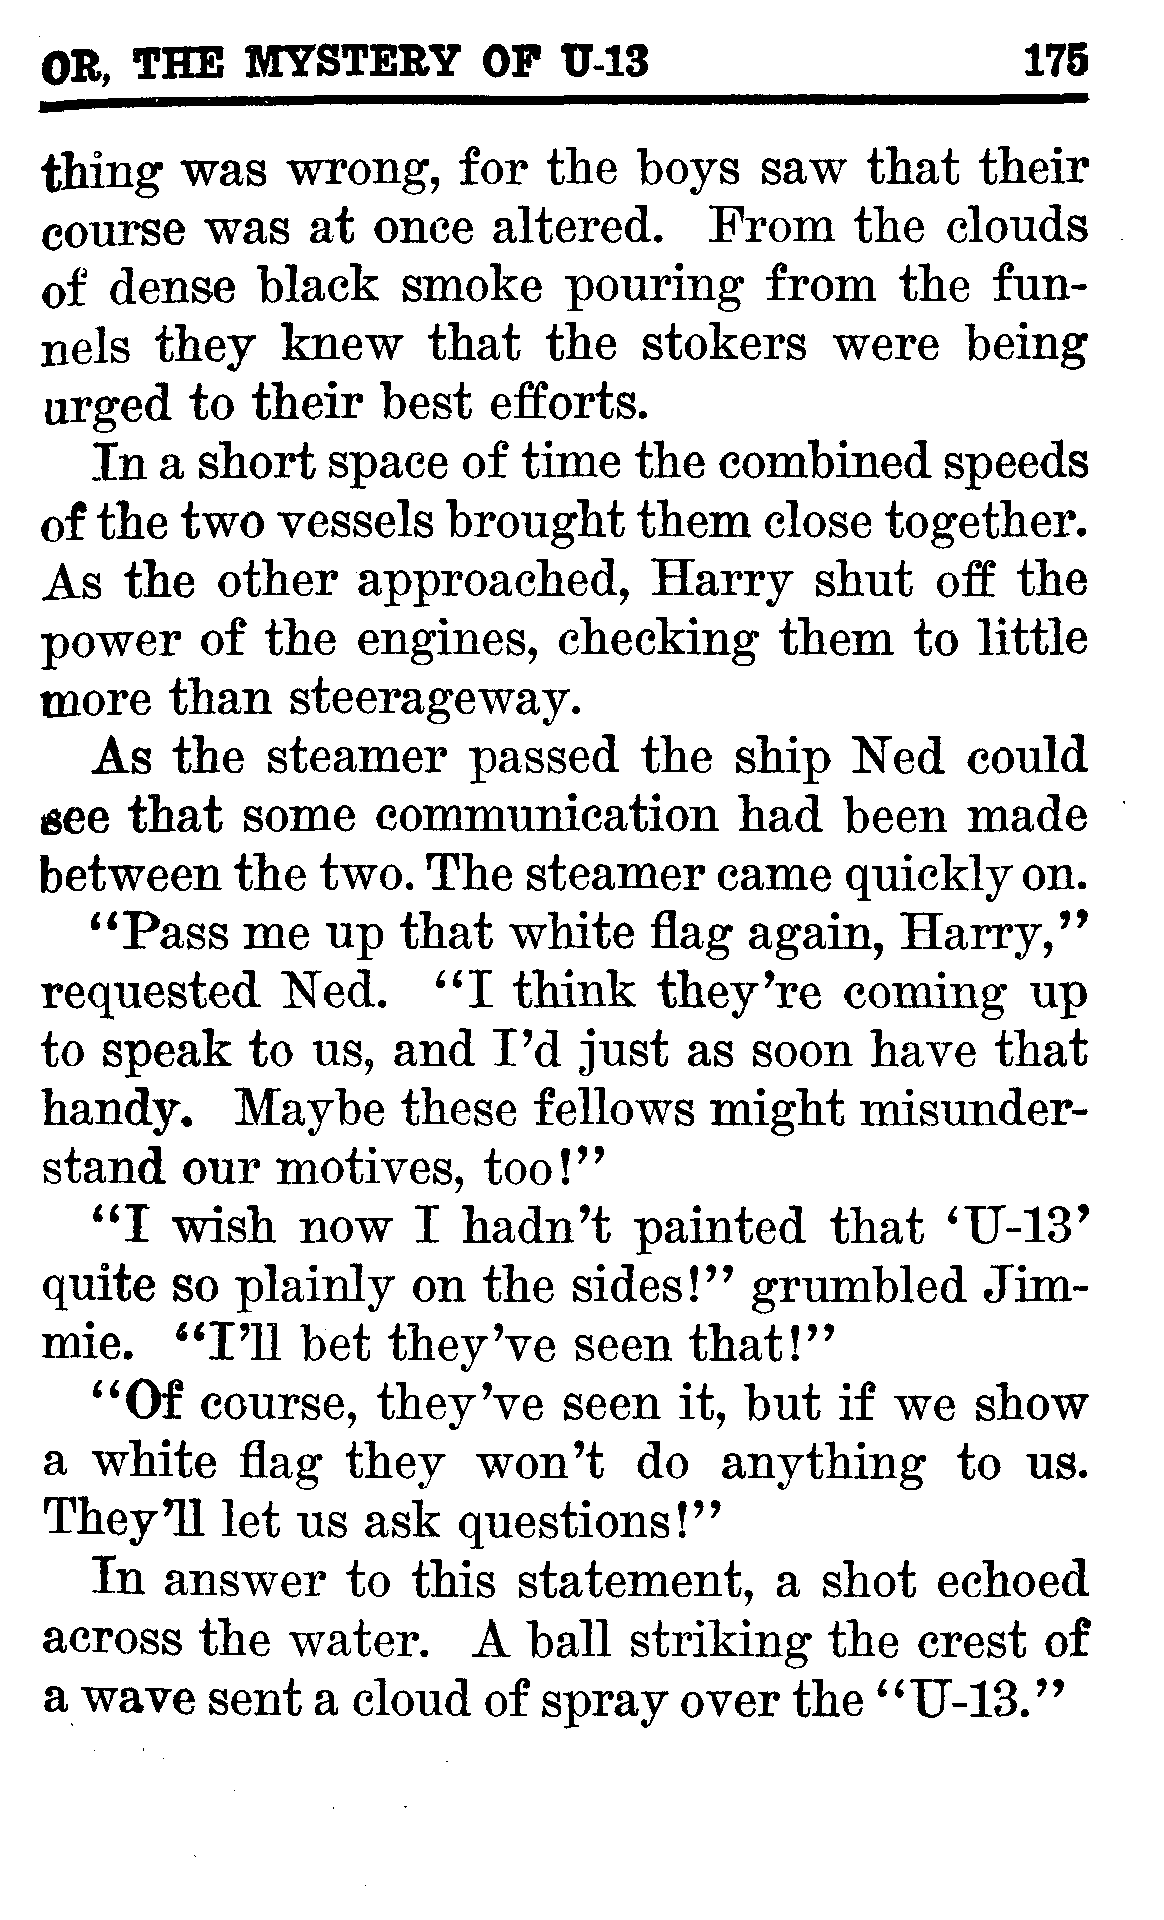 OR, THE MYSTERY OF U-13 175
thing was wrong, for the boys saw that their
course was at once altered. From the clouds
of dense black smoke pouring from the fun-
nels they knew that the stokers were being
urged to their best efforts.
In a short space of time the combined speeds
of the two vessels brought them close together.
As the other approached, Harry shut off the
power of the engines, checking them to little
more than steerageway.
As the steamer passed the ship Ned could
see that some communication had been made
between the two. The steamer came quickly on.
"Pass me up that white flag again, Harry,"
requested Ned. "I think they're coming up
to speak to us, and I'd just as soon have that
handy. Maybe these fellows might misunder-
stand our motives, too!"
"I wish now I hadn't painted that 'U-13'
quite so plainly on the sides!" grumbled Jim-
mie. "I'll bet they've seen that!"
"Of course, they've seen it, but if we show
a white flag they won't do anything to us.
They'll let us ask questions!"
In answer to this statement, a shot echoed
across the water. A ball striking the crest of
a wave sent a cloud of spray over the "U-13."